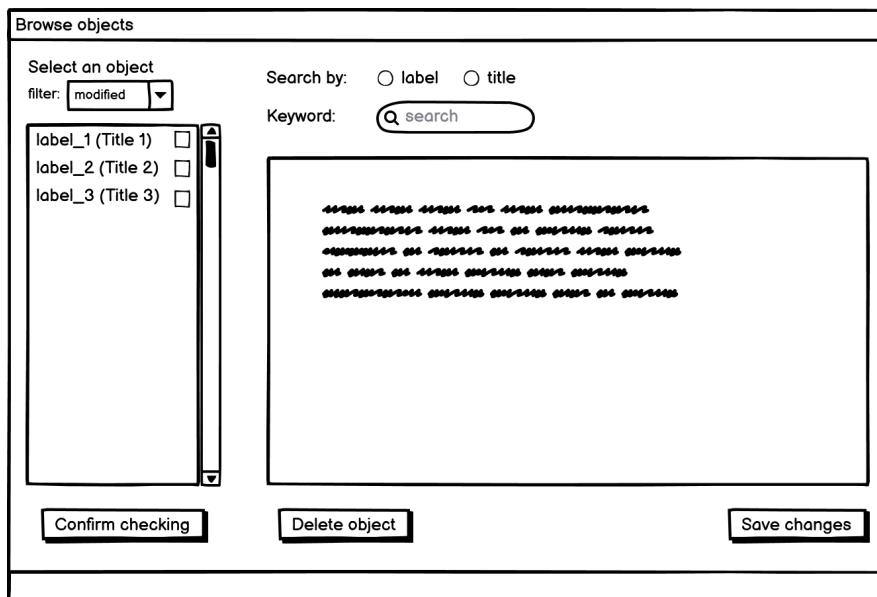 Browse objects
Select an object
filter: modified
label_1 (Title 1)
label_2 (Title 2)
label_3 (Title 3)
Confirm checking
Search by: label title
Keyword: search
Delete object
Save changes